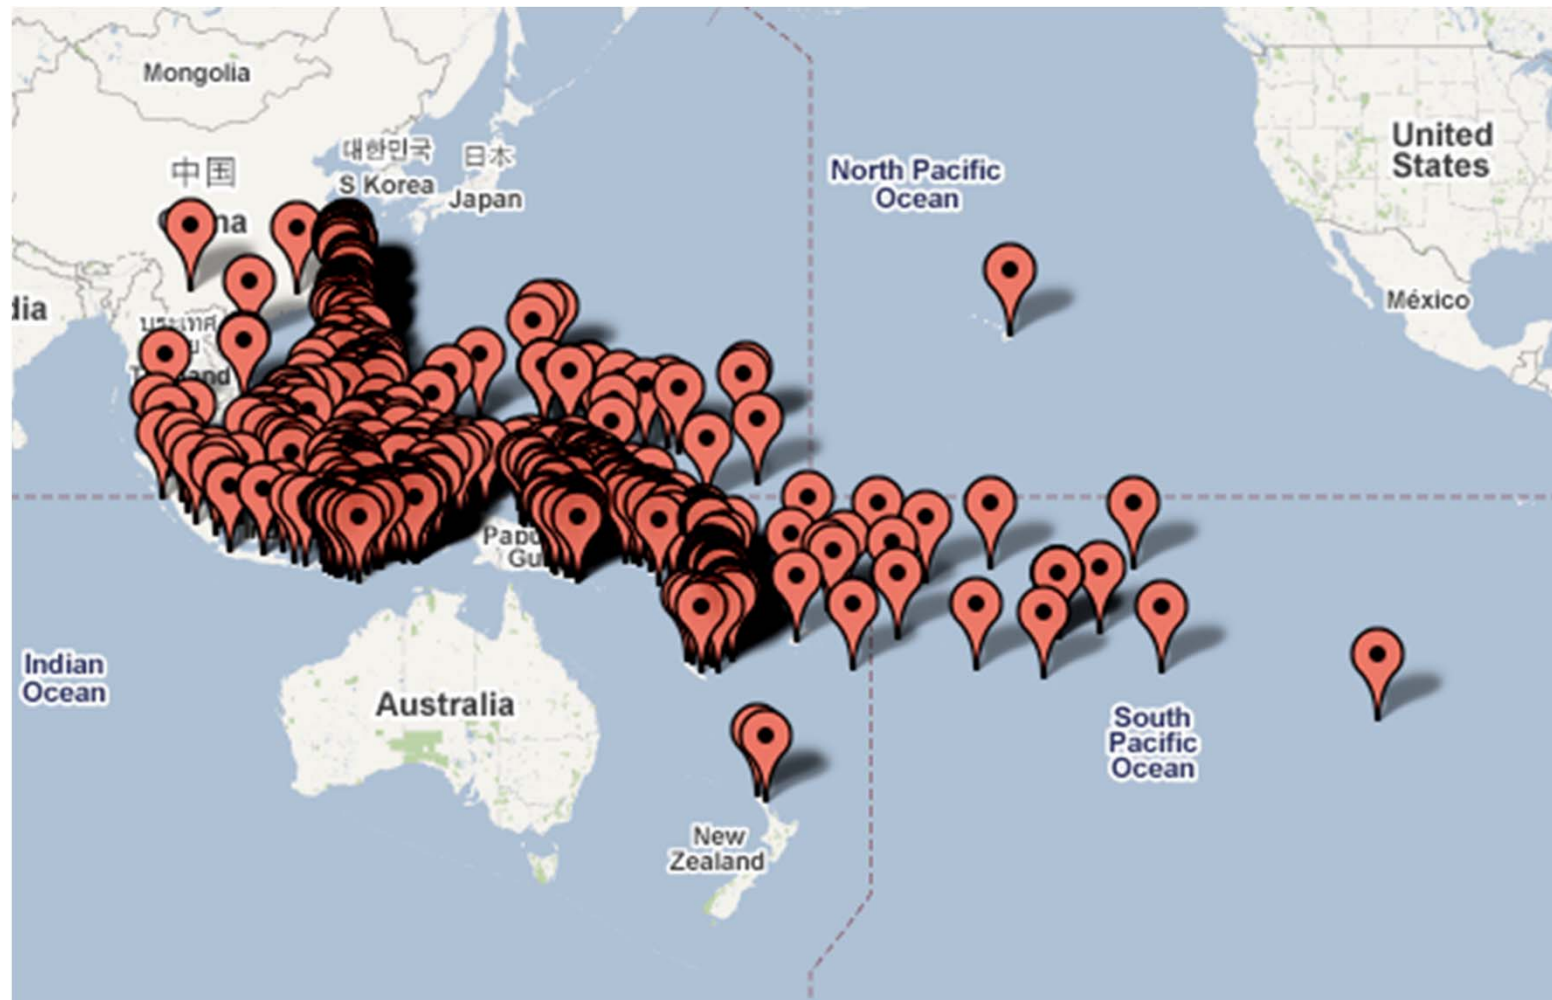 Mongolia
대한민국
S Korea
日本
Japan
中国
North Pacific
Ocean
United
States
México
dia
Indian
Ocean
Australia
New
Zealand
South
Pacific
Ocean